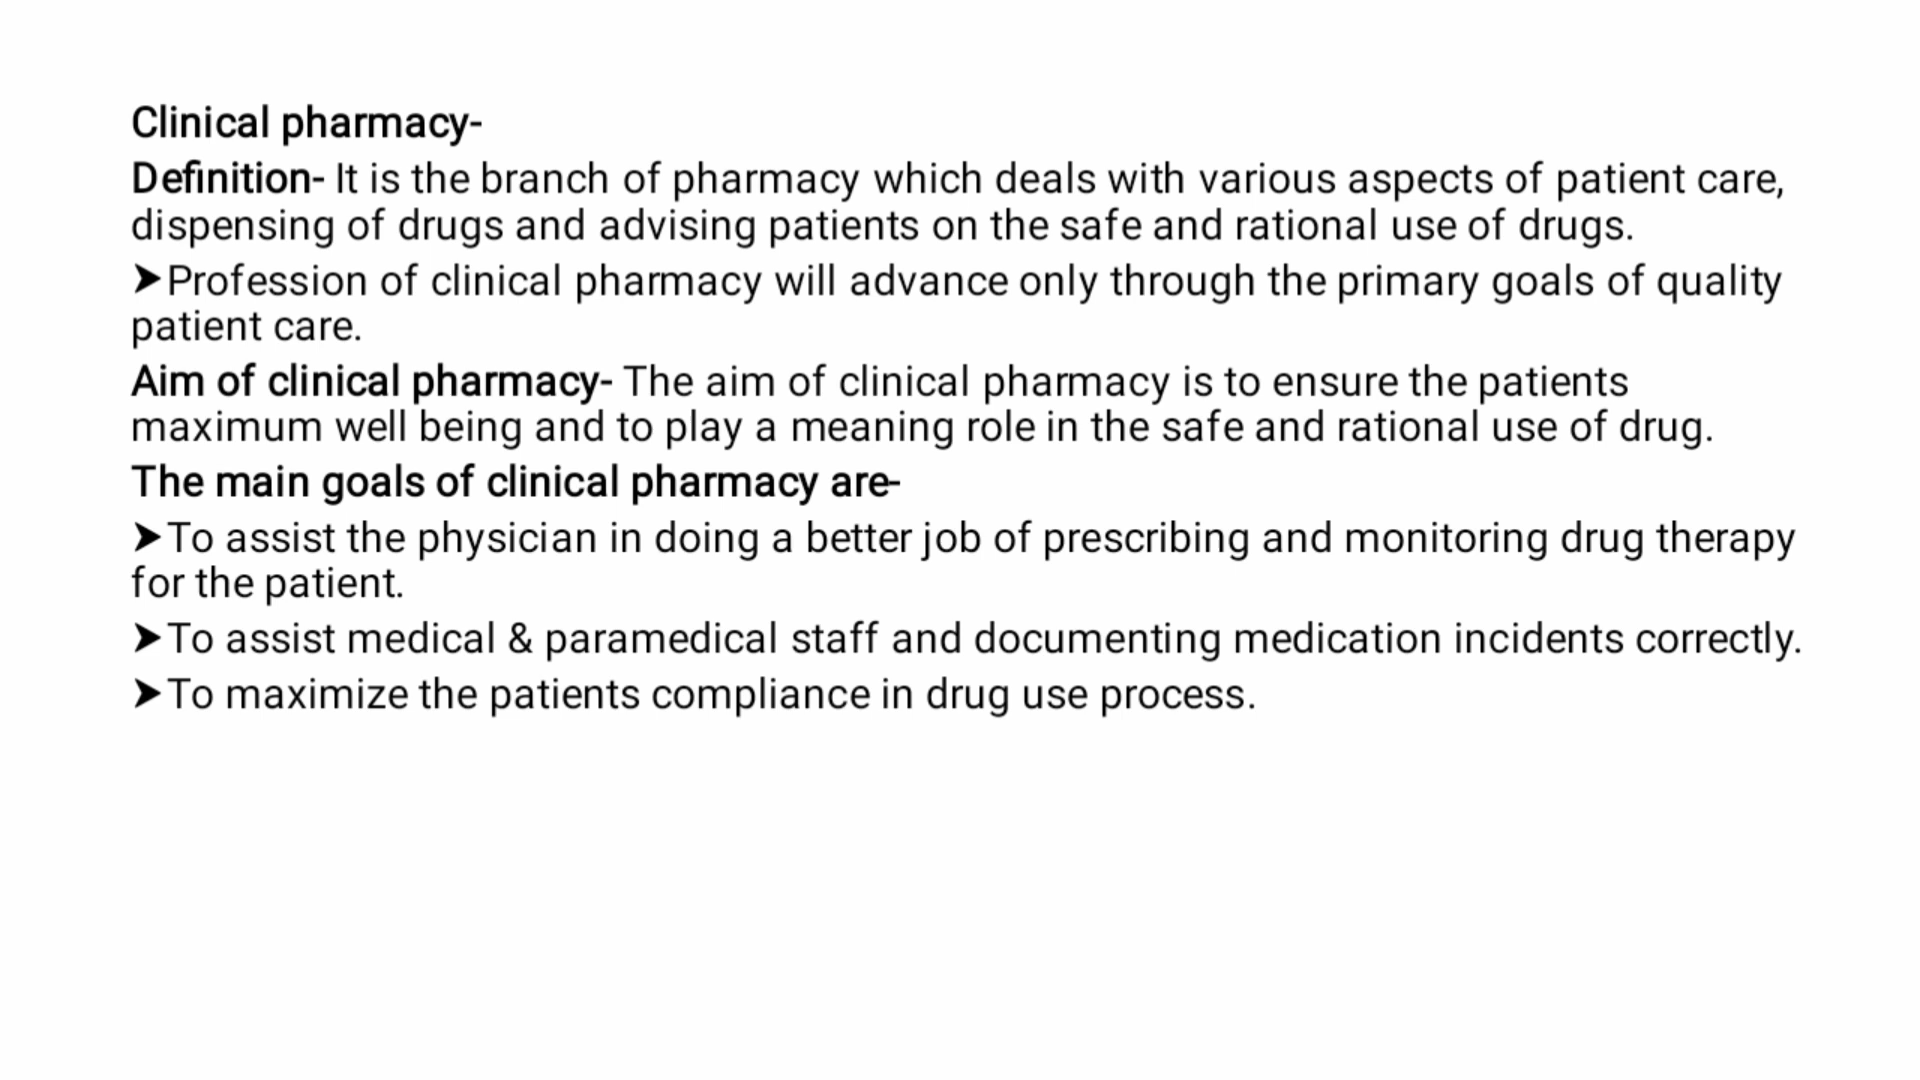 Clinical pharmacy-
Definition- It is the branch of pharmacy which deals with various aspects of patient care,
dispensing of drugs and advising patients on the safe and rational use of drugs.
➤Profession of clinical pharmacy will advance only through the primary goals of quality
patient care.
Aim of clinical pharmacy- The aim of clinical pharmacy is to ensure the patients
maximum well being and to play a meaning role in the safe and rational use of drug.
The main goals of clinical pharmacy are-
➤To assist the physician in doing a better job of prescribing and monitoring drug therapy
for the patient.
➤To assist medical & paramedical staff and documenting medication incidents correctly.
➤To maximize the patients compliance in drug use process.